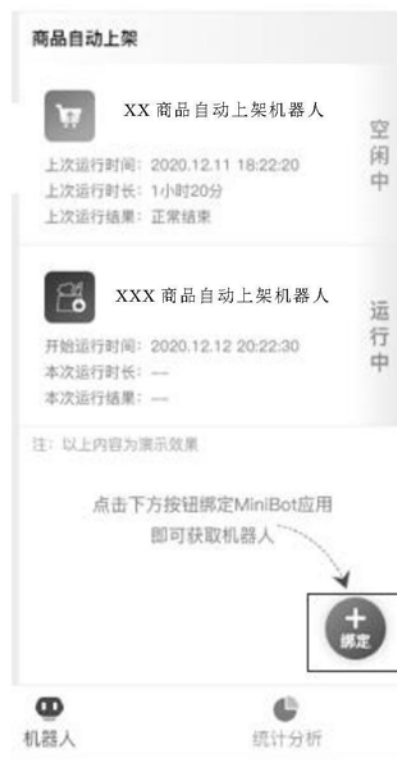 商品自动上架
XX 商品自动上架机器人
空闲中
上次运行时间：2020.12.11 18:22:20
上次运行时长：1小时20分
上次运行结果：正常结束
XXX 商品自动上架机器人
运行中
开始运行时间：2020.12.12 20:22:30
本次运行时长：--
本次运行结果：--
注：以上内容为演示效果
点击下方按钮绑定MiniBot应用
即可获取机器人
+
绑定
机器人
统计分析